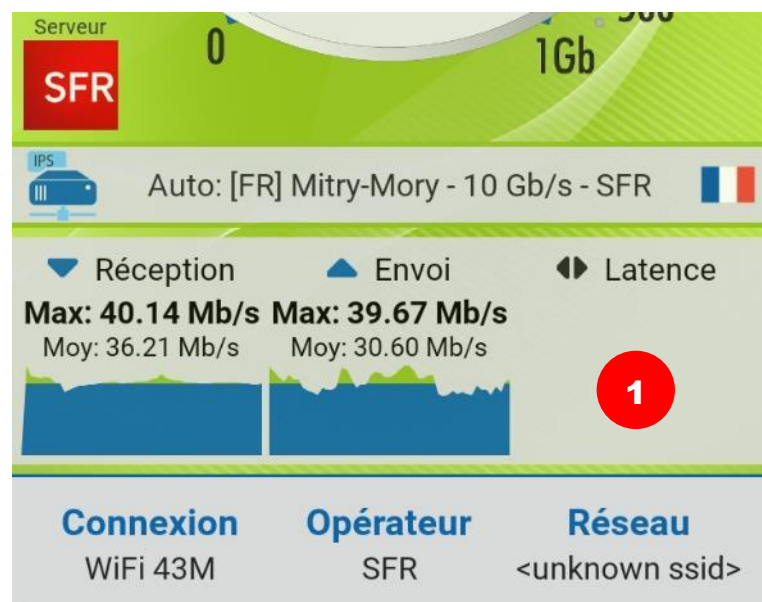 Serveur
0
1Gb
SFR
IPS
Auto: [FR] Mitry-Mory - 10 Gb/s - SFR
Réception
Envoi
Latence
Max: 40.14 Mb/s
Max: 39.67 Mb/s
Moy: 36.21 Mb/s
Moy: 30.60 Mb/s
1
Connexion
Opérateur
Réseau
WiFi 43M
SFR
<unknown ssid>